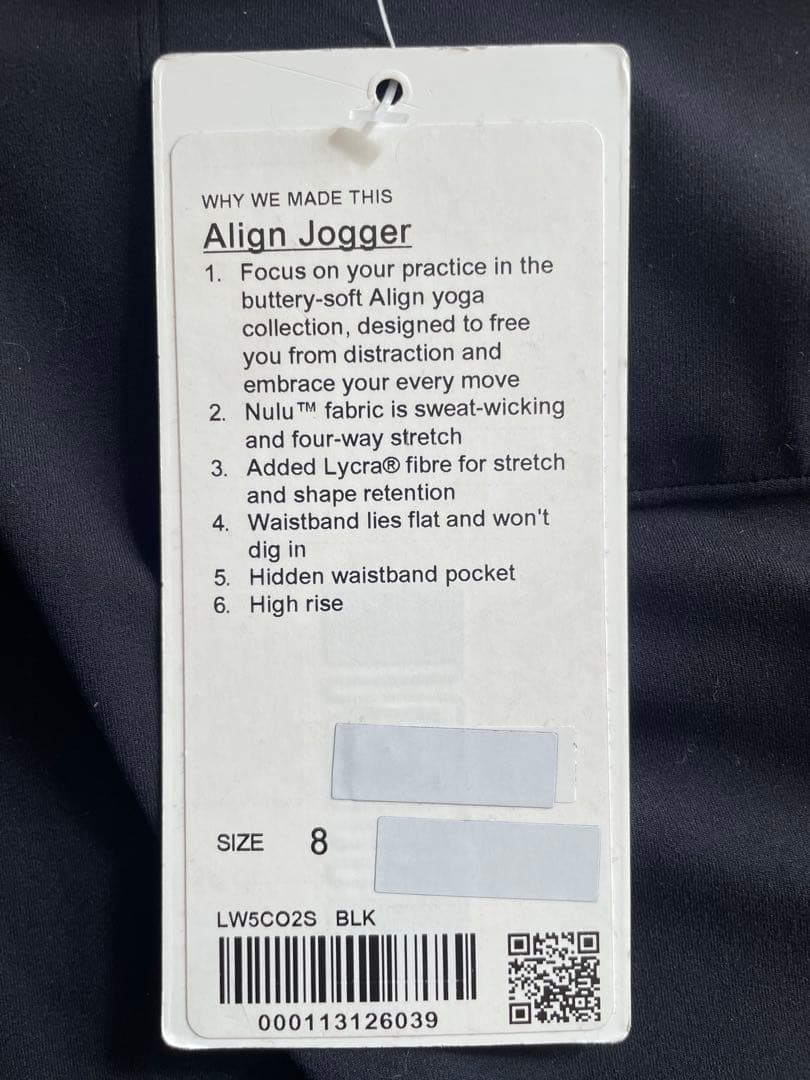 WHY WE MADE THIS
Align Jogger
1. Focus on your practice in the
buttery-soft Align yoga
collection, designed to free
you from distraction and
embrace your every move
2. Nulu™ fabric is sweat-wicking
and four-way stretch
3. Added Lycra® fibre for stretch
and shape retention
4. Waistband lies flat and won't
dig in
5. Hidden waistband pocket
6. High rise
SIZE 8
LW5CO2S BLK
000113126039